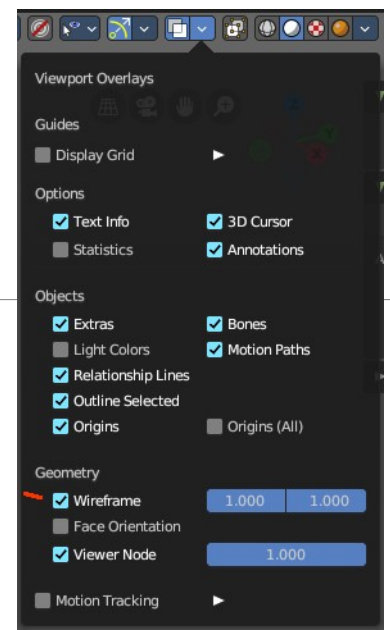 Viewport Overlays
Guides
Display Grid
Options
Text Info 3D Cursor
Statistics Annotations
Objects
Extras Bones
Light Colors Motion Paths
Relationship Lines
Outline Selected
Origins Origins (All)
Geometry
Wireframe 1.000 1.000
Face Orientation
Viewer Node 1.000
Motion Tracking